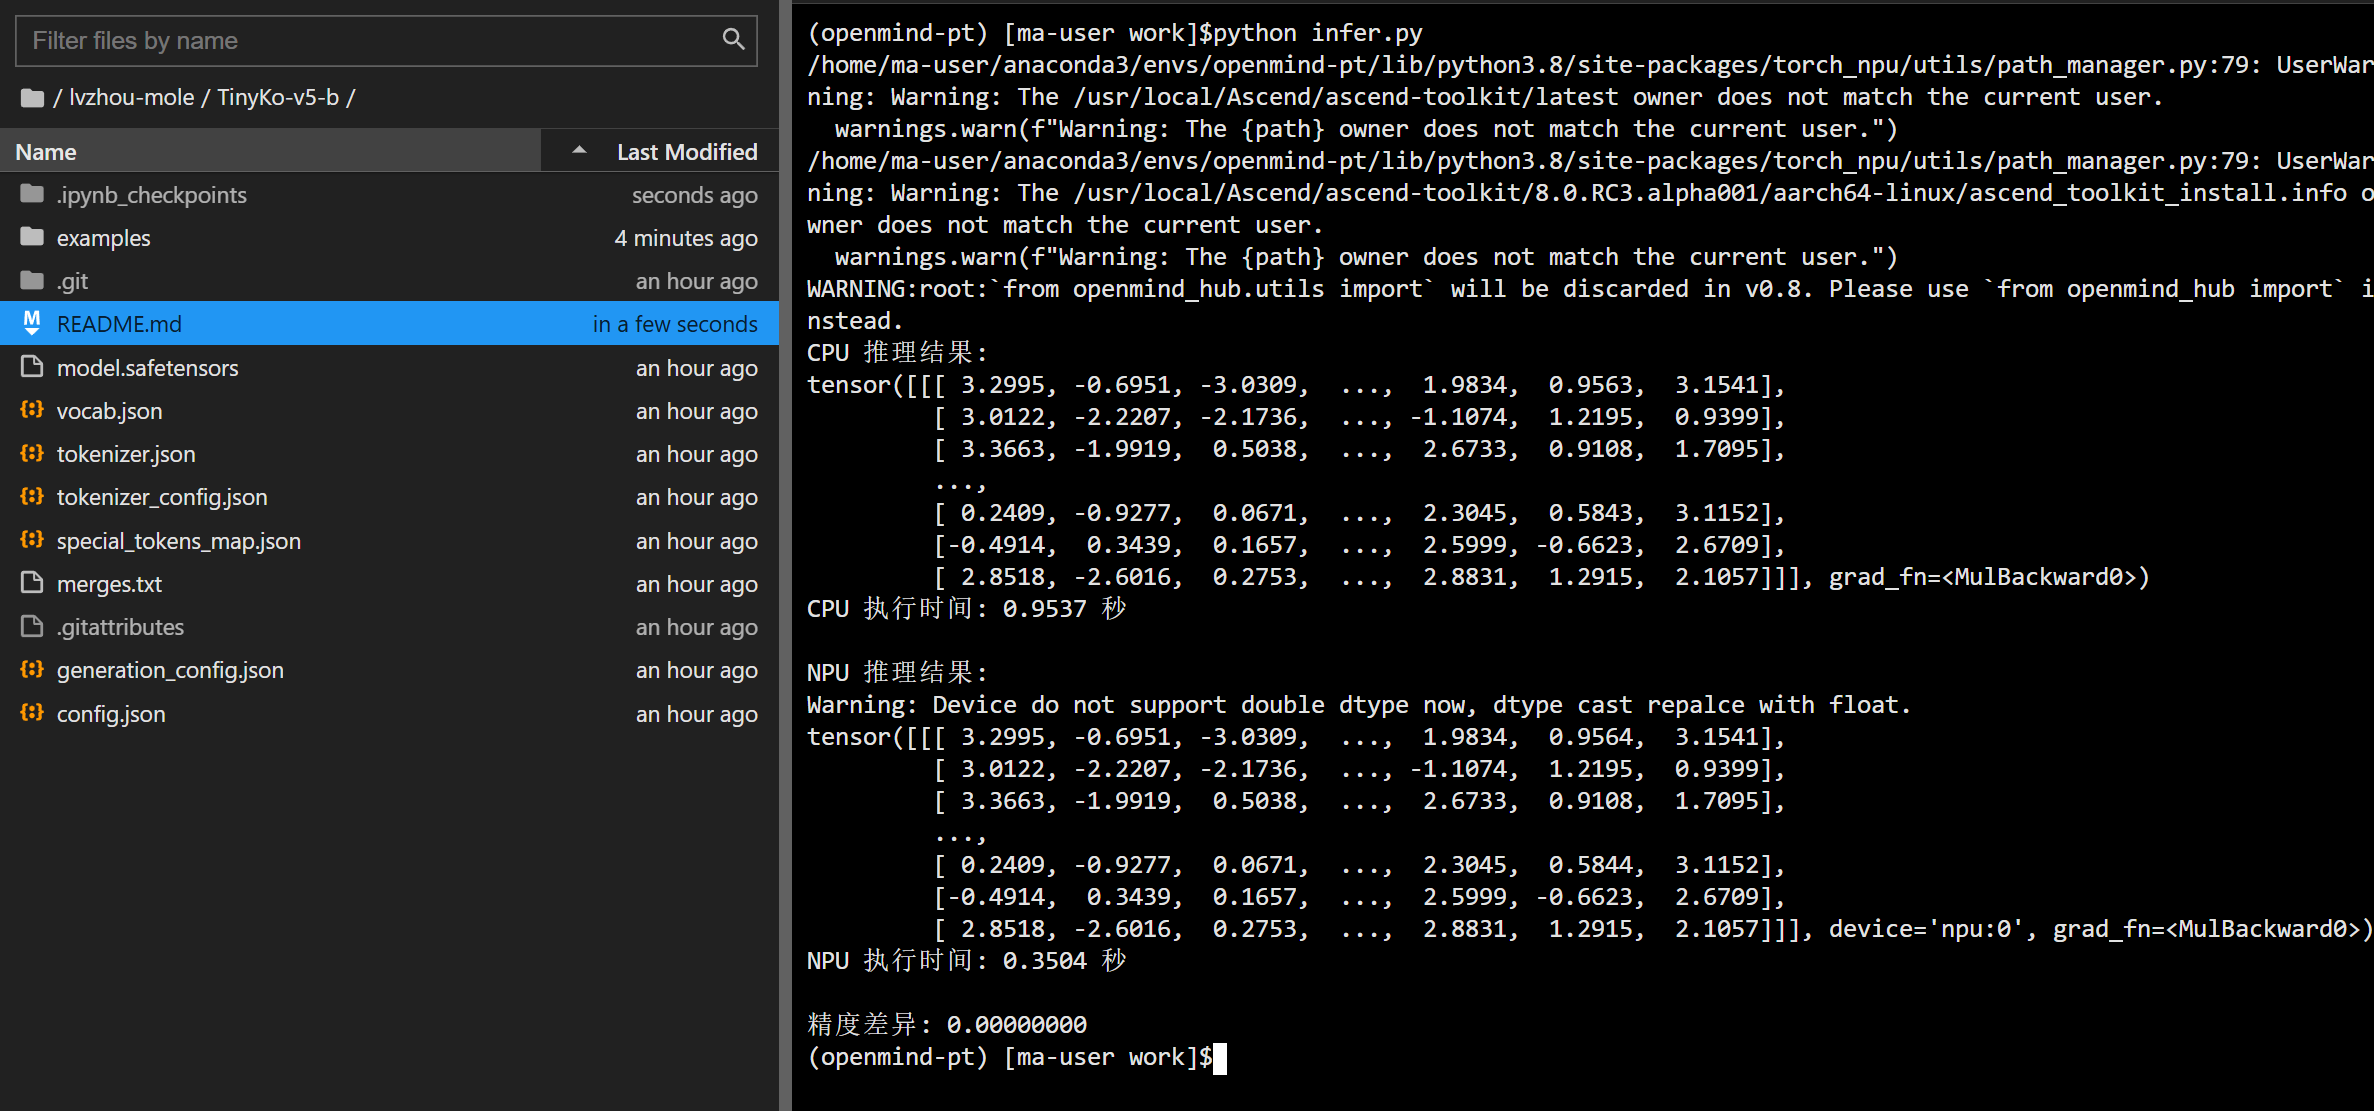 Filter files by name
/ lvzhou-mole / TinyKo-v5-b /
Name Last Modified
.ipynb_checkpoints seconds ago
examples 4 minutes ago
.git an hour ago
README.md in a few seconds
model.safetensors an hour ago
vocab.json an hour ago
tokenizer.json an hour ago
tokenizer_config.json an hour ago
special_tokens_map.json an hour ago
merges.txt an hour ago
.gitattributes an hour ago
generation_config.json an hour ago
config.json an hour ago
(openmind-pt) [ma-user work]$python infer.py
/home/ma-user/anaconda3/envs/openmind-pt/lib/python3.8/site-packages/torch_npu/utils/path_manager.py:79: UserWar
ning: Warning: The /usr/local/Ascend/ascend-toolkit/latest owner does not match the current user.
  warnings.warn(f"Warning: The {path} owner does not match the current user.")
/home/ma-user/anaconda3/envs/openmind-pt/lib/python3.8/site-packages/torch_npu/utils/path_manager.py:79: UserWar
ning: Warning: The /usr/local/Ascend/ascend-toolkit/8.0.RC3.alpha001/aarch64-linux/ascend_toolkit_install.info o
wner does not match the current user.
  warnings.warn(f"Warning: The {path} owner does not match the current user.")
WARNING:root:`from openmind_hub.utils import` will be discarded in v0.8. Please use `from openmind_hub import` i
nstead.
CPU 推理结果:
tensor([[[ 3.2995, -0.6951, -3.0309,  ...,  1.9834,  0.9563,  3.1541],
         [ 3.0122, -2.2207, -2.1736,  ..., -1.1074,  1.2195,  0.9399],
         [ 3.3663, -1.9919,  0.5038,  ...,  2.6733,  0.9108,  1.7095],
         ...,
         [ 0.2409, -0.9277,  0.0671,  ...,  2.3045,  0.5843,  3.1152],
         [-0.4914,  0.3439,  0.1657,  ...,  2.5999, -0.6623,  2.6709],
         [ 2.8518, -2.6016,  0.2753,  ...,  2.8831,  1.2915,  2.1057]]], grad_fn=<MulBackward0>)
CPU 执行时间: 0.9537 秒
NPU 推理结果:
Warning: Device do not support double dtype now, dtype cast repalce with float.
tensor([[[ 3.2995, -0.6951, -3.0309,  ...,  1.9834,  0.9564,  3.1541],
         [ 3.0122, -2.2207, -2.1736,  ..., -1.1074,  1.2195,  0.9399],
         [ 3.3663, -1.9919,  0.5038,  ...,  2.6733,  0.9108,  1.7095],
         ...,
         [ 0.2409, -0.9277,  0.0671,  ...,  2.3045,  0.5844,  3.1152],
         [-0.4914,  0.3439,  0.1657,  ...,  2.5999, -0.6623,  2.6709],
         [ 2.8518, -2.6016,  0.2753,  ...,  2.8831,  1.2915,  2.1057]]], device='npu:0', grad_fn=<MulBackward0>)
NPU 执行时间: 0.3504 秒
精度差异: 0.00000000
(openmind-pt) [ma-user work]$